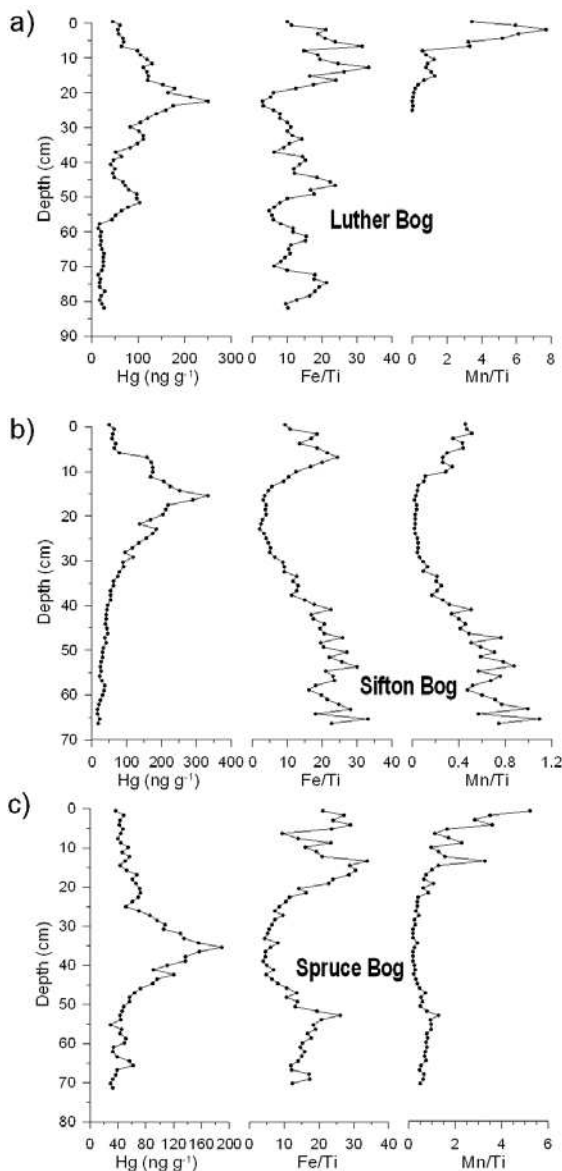 a)
0
10
20
30
40
50
60
70
80
90
Depth (cm)
0 100 200 300
Hg (ng g⁻¹)
0 10 20 30 40
Fe/Ti
0 2 4 6 8
Mn/Ti
Luther Bog
b)
0
10
20
30
40
50
60
70
Depth (cm)
0 100 200 300 400
Hg (ng g⁻¹)
0 10 20 30 40
Fe/Ti
0 0.4 0.8 1.2
Mn/Ti
Sifton Bog
c)
0
10
20
30
40
50
60
70
80
Depth (cm)
0 40 80 120 160 200
Hg (ng g⁻¹)
0 10 20 30 40
Fe/Ti
0 2 4 6
Mn/Ti
Spruce Bog